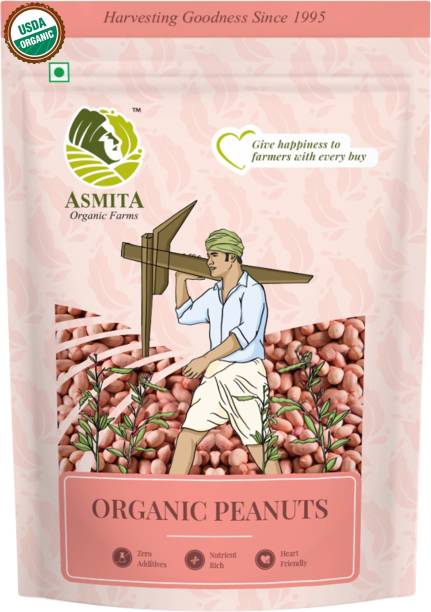 Harvesting Goodness Since 1995
USDA
ORGANIC
TM
Give happiness to
farmers with every buy
ASMITA
Organic Farms
ORGANIC PEANUTS
Zero
Additives
Nutrient
Rich
Heart
Friendly